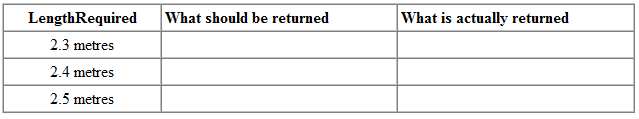 LengthRequired What should be returned What is actually returned
2.3 metres
2.4 metres
2.5 metres